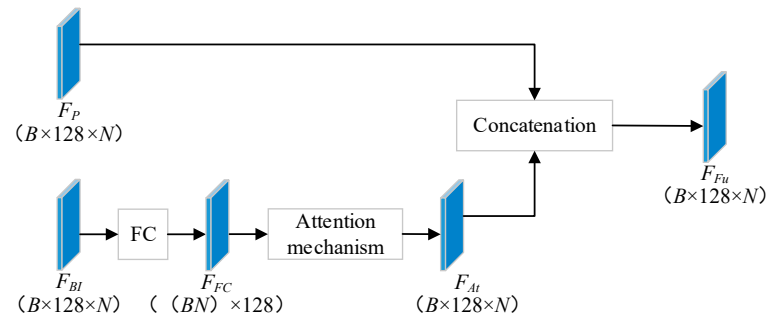 F_P
（B×128×N）
Concatenation
F_Fu
（B×128×N）
FC
Attention
mechanism
F_BI
（B×128×N）
F_FC
（（BN）×128）
F_At
（B×128×N）